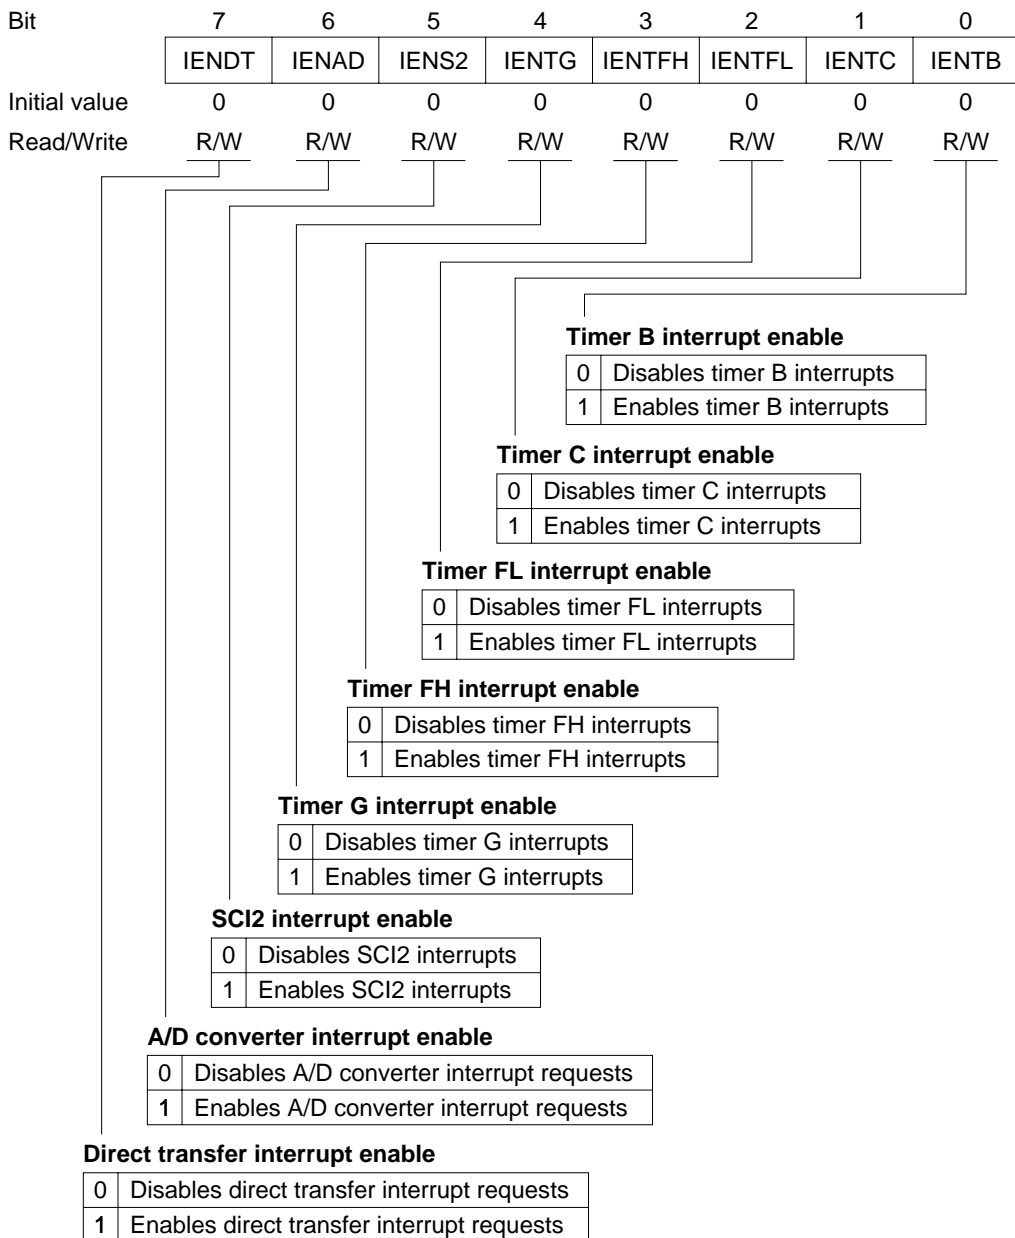 Bit 7 6 5 4 3 2 1 0
IENDT IENAD IENS2 IENTG IENTFH IENTFL IENTC IENTB
Initial value 0 0 0 0 0 0 0 0
Read/Write R/W R/W R/W R/W R/W R/W R/W R/W
Timer B interrupt enable
0 Disables timer B interrupts
1 Enables timer B interrupts
Timer C interrupt enable
0 Disables timer C interrupts
1 Enables timer C interrupts
Timer FL interrupt enable
0 Disables timer FL interrupts
1 Enables timer FL interrupts
Timer FH interrupt enable
0 Disables timer FH interrupts
1 Enables timer FH interrupts
Timer G interrupt enable
0 Disables timer G interrupts
1 Enables timer G interrupts
SCI2 interrupt enable
0 Disables SCI2 interrupts
1 Enables SCI2 interrupts
A/D converter interrupt enable
0 Disables A/D converter interrupt requests
1 Enables A/D converter interrupt requests
Direct transfer interrupt enable
0 Disables direct transfer interrupt requests
1 Enables direct transfer interrupt requests